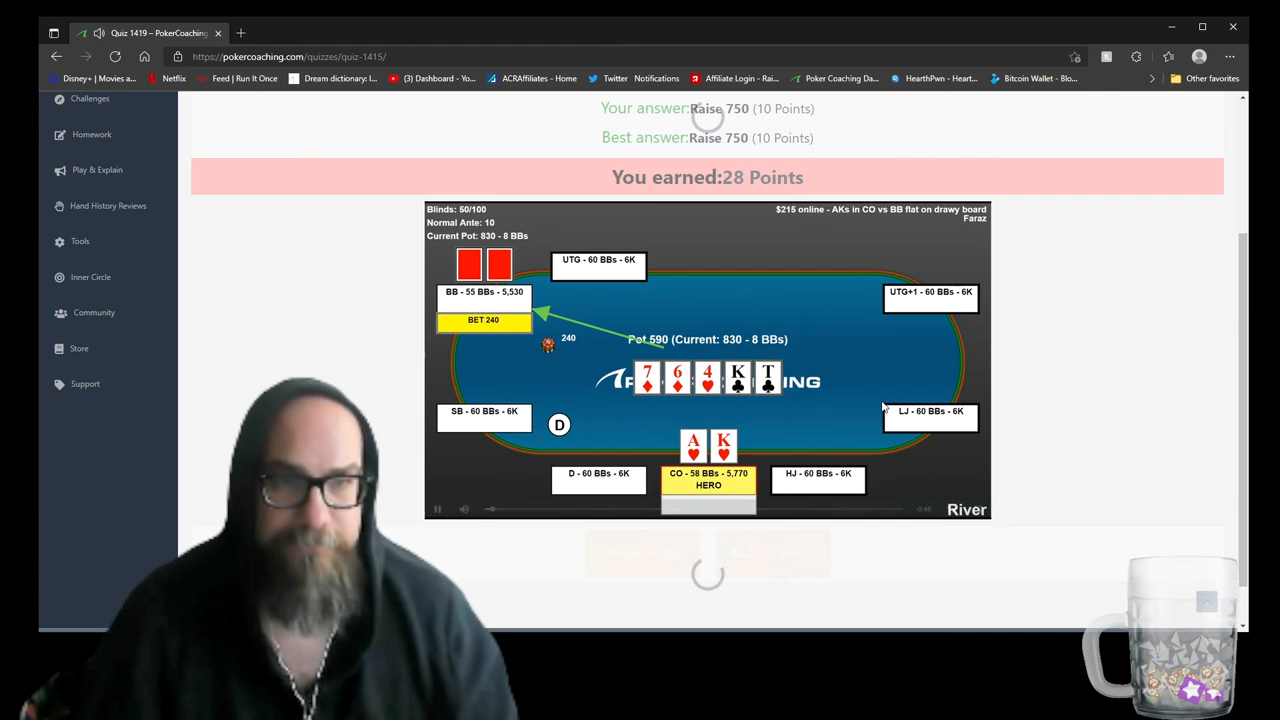 Quiz 1419 – PokerCoaching
https://pokercoaching.com/quizzes/quiz-1415/
Disney+ | Movies a...
Netflix
Feed | Run It Once
Dream dictionary: I...
(3) Dashboard - Yo...
ACRAffiliates - Home
Twitter
Notifications
Affiliate Login - Rai...
Poker Coaching Da...
HearthPwn - Heart...
Bitcoin Wallet - Blo...
Other favorites
Challenges
Homework
Play & Explain
Hand History Reviews
Tools
Inner Circle
Community
Store
Support
Your answer:Raise 750 (10 Points)
Best answer:Raise 750 (10 Points)
You earned:28 Points
Blinds: 50/100
Normal Ante: 10
Current Pot: 830 - 8 BBs
$215 online - AKs in CO vs BB flat on drawy board
Faraz
UTG - 60 BBs - 6K
BB - 55 BBs - 5,530
BET 240
UTG+1 - 60 BBs - 6K
240
Pot 590 (Current: 830 - 8 BBs)
7 6 4 K T
NG
SB - 60 BBs - 6K
D
LJ - 60 BBs - 6K
A K
D - 60 BBs - 6K
CO - 58 BBs - 5,770
HERO
HJ - 60 BBs - 6K
-0:45
River